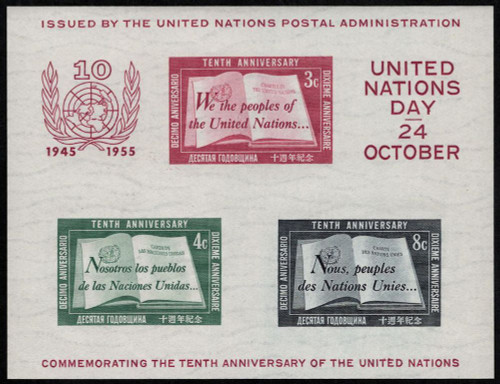 ISSUED BY THE UNITED NATIONS POSTAL ADMINISTRATION
10
1945 1955
TENTH ANNIVERSARY
DECIMO ANIVERSARIO
3c
We the peoples of
the United Nations...
DIXIEME ANNIVERSAIRE
ДЕСЯТАЯ ГОДОВЩИНА 十週年紀念
UNITED
NATIONS
DAY
24
OCTOBER
TENTH ANNIVERSARY
DECIMO ANIVERSARIO
4c
Nosotros los pueblos
de las Naciones Unidas...
DIXIEME ANNIVERSAIRE
ДЕСЯТАЯ ГОДОВЩИНА 十週年紀念
TENTH ANNIVERSARY
DECIMO ANIVERSARIO
8c
Nous, peuples
des Nations Unies...
DIXIEME ANNIVERSAIRE
ДЕСЯТАЯ ГОДОВЩИНА 十週年紀念
COMMEMORATING THE TENTH ANNIVERSARY OF THE UNITED NATIONS